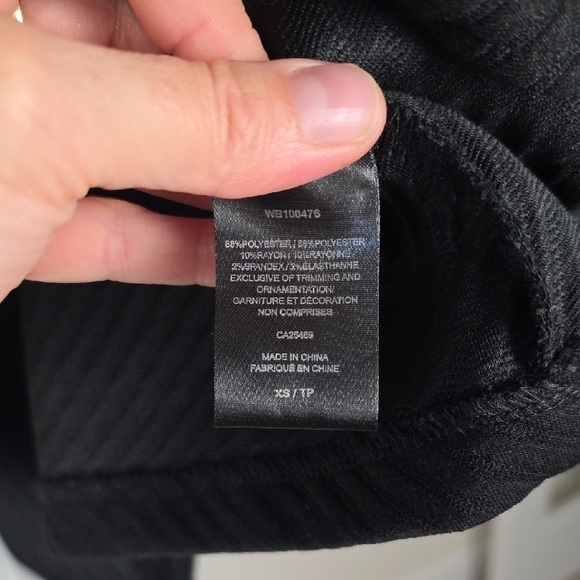 WB100476
88%POLYESTER / 88%POLYESTER
10%RAYON / 10%RAYONNE
2%SPANDEX / 2%ÉLASTHANNE
EXCLUSIVE OF TRIMMING AND
ORNAMENTATION/
GARNITURE ET DÉCORATION
NON COMPRISES
CA25469
MADE IN CHINA
FABRIQUÉ EN CHINE
XS / TP